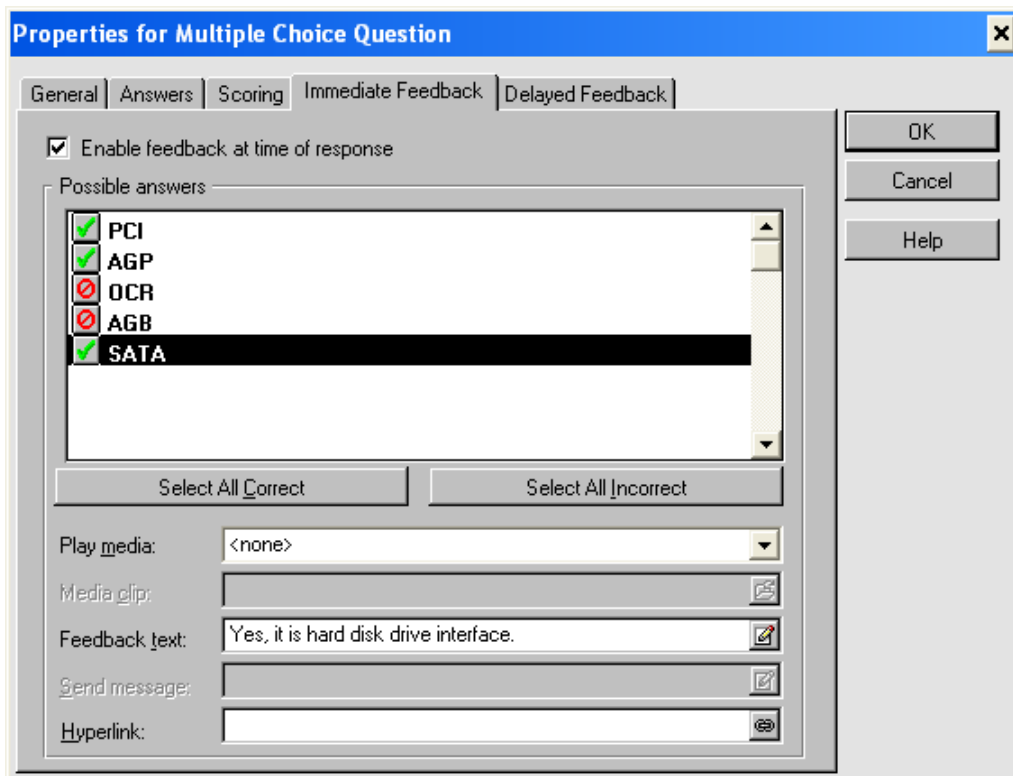 Properties for Multiple Choice Question
General Answers Scoring Immediate Feedback Delayed Feedback
Enable feedback at time of response
OK
Cancel
Help
Possible answers
PCI
AGP
OCR
AGB
SATA
Select All Correct Select All Incorrect
Play media: <none>
Media clip:
Feedback text: Yes, it is hard disk drive interface.
Send message:
Hyperlink: